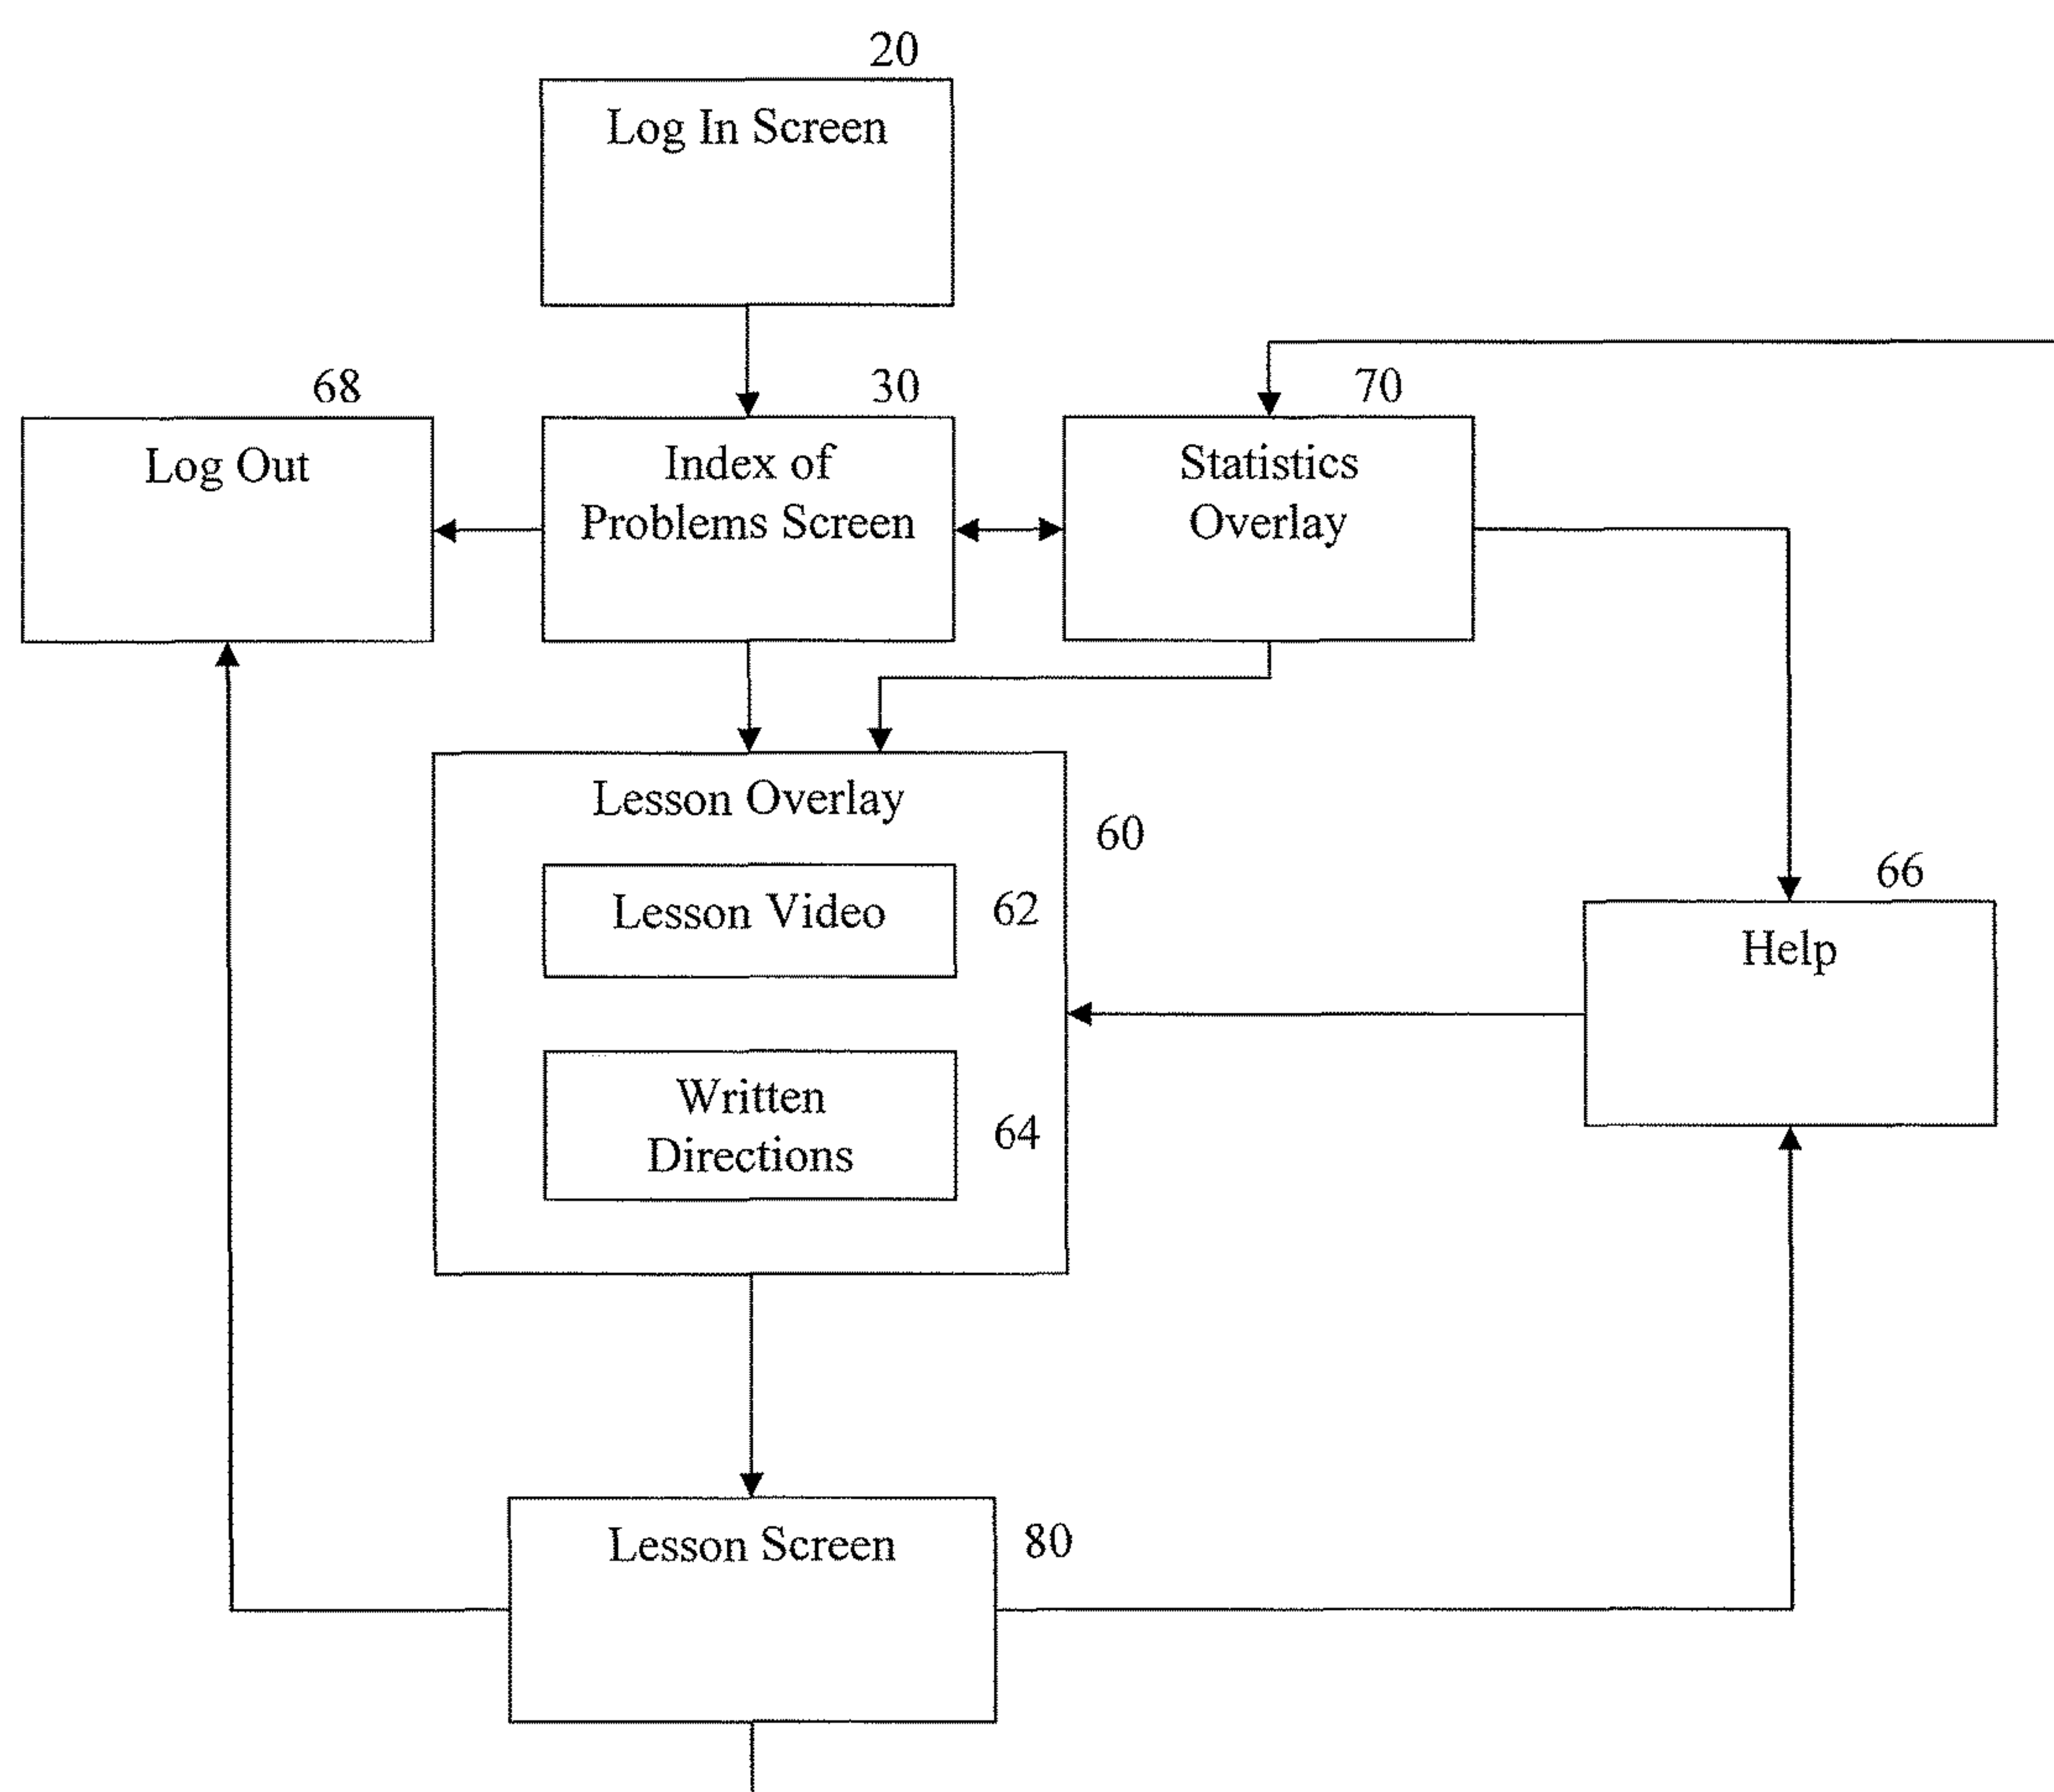 20
Log In Screen
68
30
70
Log Out
Index of
Problems Screen
Statistics
Overlay
Lesson Overlay
60
Lesson Video
62
66
Help
Written
Directions
64
Lesson Screen
80